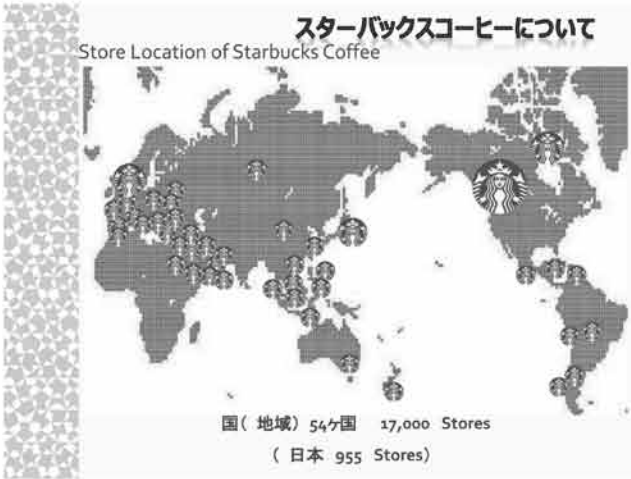 スターバックスコーヒーについて
Store Location of Starbucks Coffee
国( 地域) 54ヶ国 17,000 Stores
( 日本 955 Stores)